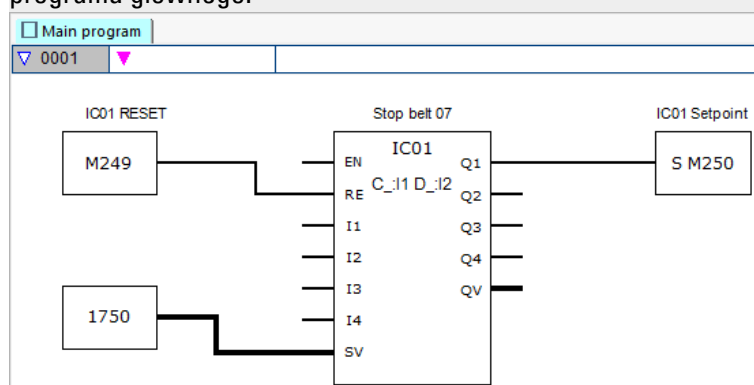 programu głównego.
Main program
0001
IC01 RESET
Stop belt 07
IC01 Setpoint
M249
IC01
C_:I1 D_:I2
EN
RE
I1
I2
I3
I4
SV
Q1
Q2
Q3
Q4
QV
S M250
1750